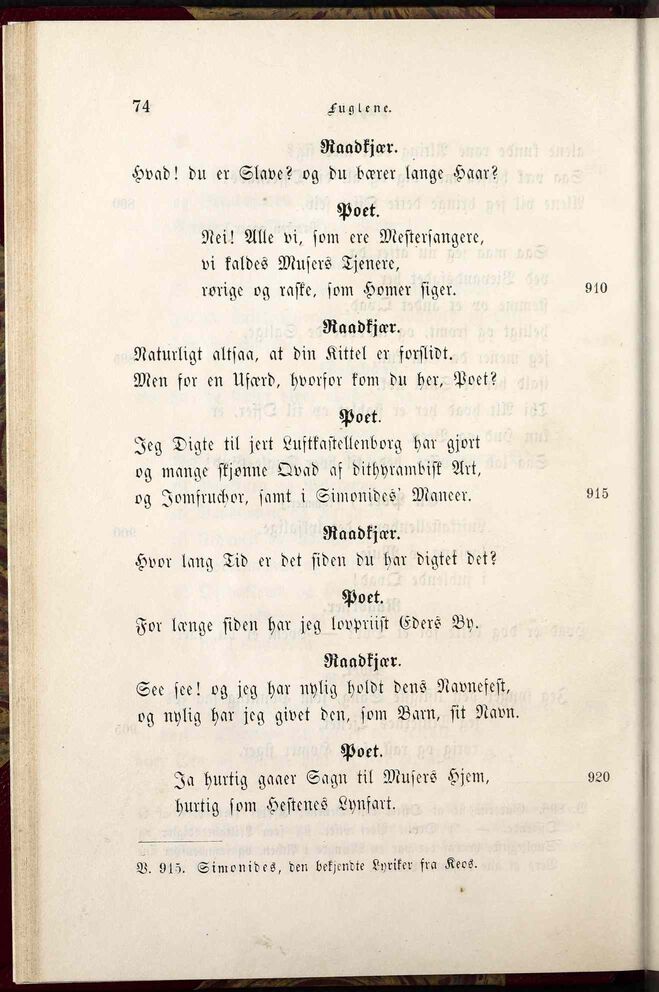 74 Fuglene.
Raadkjær.
Hvad! du er Slave? og du bærer lange Haar?
Poet.
Nei! Alle vi, som ere Mestersangere,
vi kaldes Musers Tjenere,
rørige og raske, som Homer siger. 910
Raadkjær.
Naturligt altsaa, at din Kittel er forslidt.
Men for en Ufærd, hvorfor kom du her, Poet?
Poet.
Jeg Digte til jert Luftkastellenborg har gjort
og mange skjønne Qvad af dithyrambisk Art,
og Jomfruchor, samt i Simonides' Maneer. 915
Raadkjær.
Hvor lang Tid er det siden du har digtet det?
Poet.
For længe siden har jeg lovpriist Eders By.
Raadkjær.
See see! og jeg har nylig holdt dens Navnefest,
og nylig har jeg givet den, som Barn, sit Navn.
Poet.
Ja hurtig gaaer Sagn til Musers Hjem, 920
hurtig som Hestenes Lynfart.
V. 915. Simonides, den bekjendte Lyriker fra Keos.